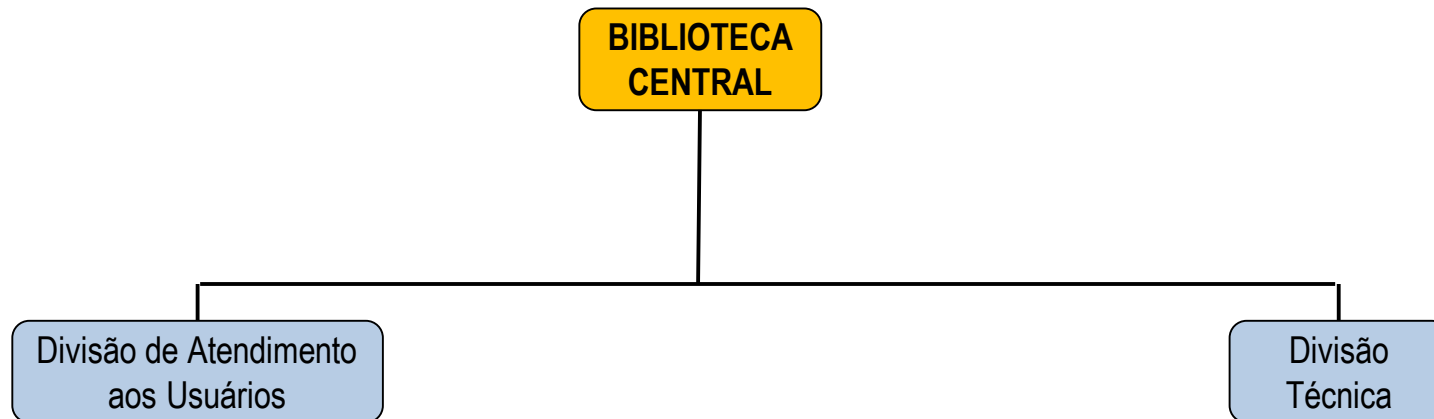 BIBLIOTECA
CENTRAL
Divisão de Atendimento
aos Usuários
Divisão
Técnica